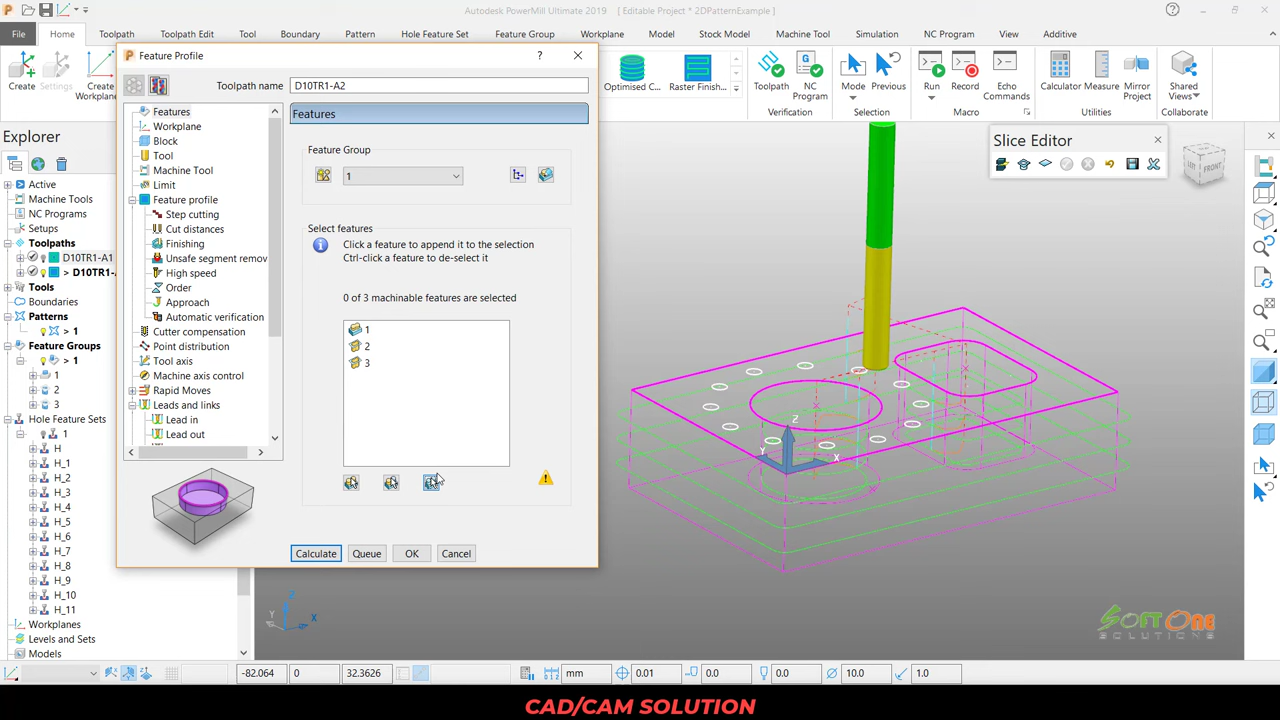 Autodesk PowerMill Ultimate 2019 [ Editable Project * 2DPatternExample ]
File Home Toolpath Toolpath Edit Tool Boundary Pattern Hole Feature Set Feature Group Workplane Model Stock Model Machine Tool Simulation NC Program View Additive
Create
Settings
Create
Workplane
Optimised C...
Raster Finish...
Toolpath
NC
Program
Verification
Mode
Previous
Selection
Run
Record
Echo
Commands
Macro
Calculator
Measure
Mirror
Project
Utilities
Shared
Views
Collaborate
Feature Profile
Toolpath name D10TR1-A2
Features
Workplane
Block
Tool
Machine Tool
Limit
Feature profile
Step cutting
Cut distances
Finishing
Unsafe segment remov
High speed
Order
Approach
Automatic verification
Cutter compensation
Point distribution
Tool axis
Machine axis control
Rapid Moves
Leads and links
Lead in
Lead out
Features
Feature Group
1
Select features
Click a feature to append it to the selection
Ctrl-click a feature to de-select it
0 of 3 machinable features are selected
1
2
3
Calculate Queue OK Cancel
Explorer
Active
Machine Tools
NC Programs
Setups
Toolpaths
D10TR1-A1
> D10TR1-
Tools
Boundaries
Patterns
> 1
Feature Groups
> 1
1
2
3
Hole Feature Sets
1
H
H_1
H_2
H_3
H_4
H_5
H_6
H_7
H_8
H_9
H_10
H_11
Workplanes
Levels and Sets
Models
Slice Editor
FRONT
Z
Y
X
Z
Y
X
SoftOne
SOLUTIONS
-82.064 0 32.3626 mm 0.01 0.0 0.0 10.0 1.0
CAD/CAM SOLUTION